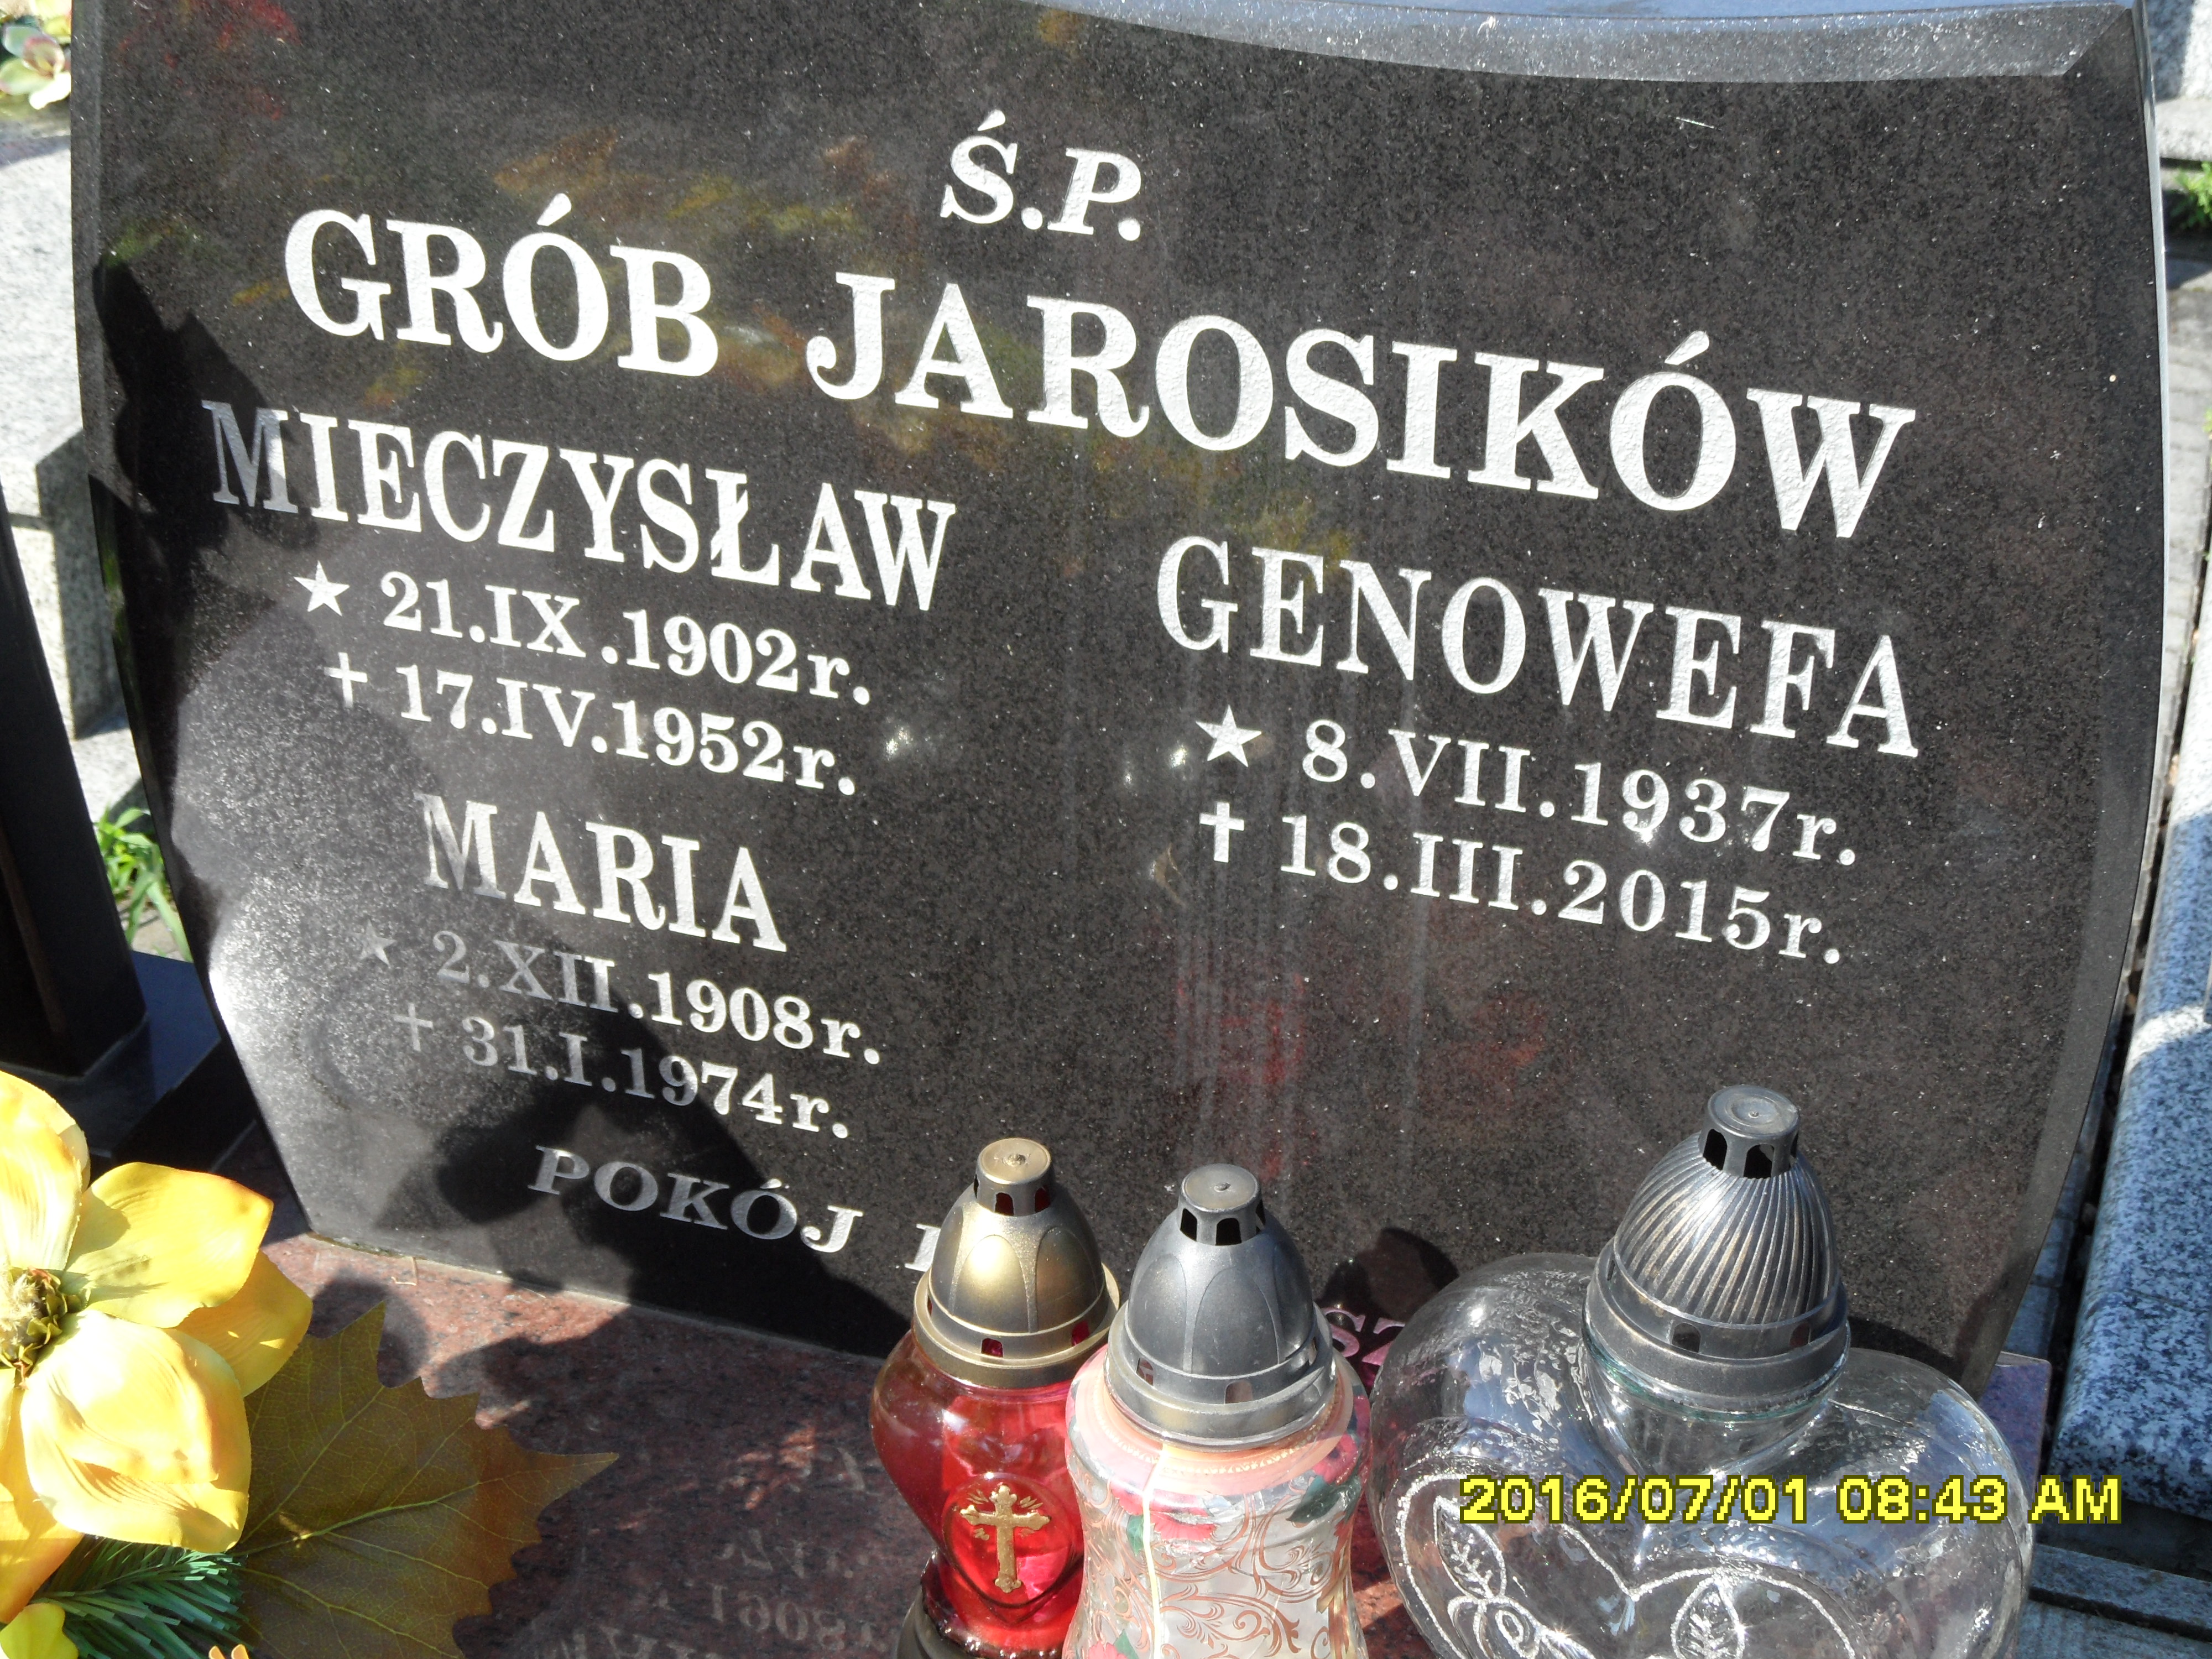 Ś.P.
GRÓB JAROSIKÓW
MIECZYSŁAW
★ 21.IX.1902r.
+ 17.IV.1952r.
MARIA
★ 2.XII.1908r.
+ 31.I.1974r.
GENOWEFA
★ 8.VII.1937r.
+ 18.III.2015r.
POKÓJ
2016/07/01 08:43 AM